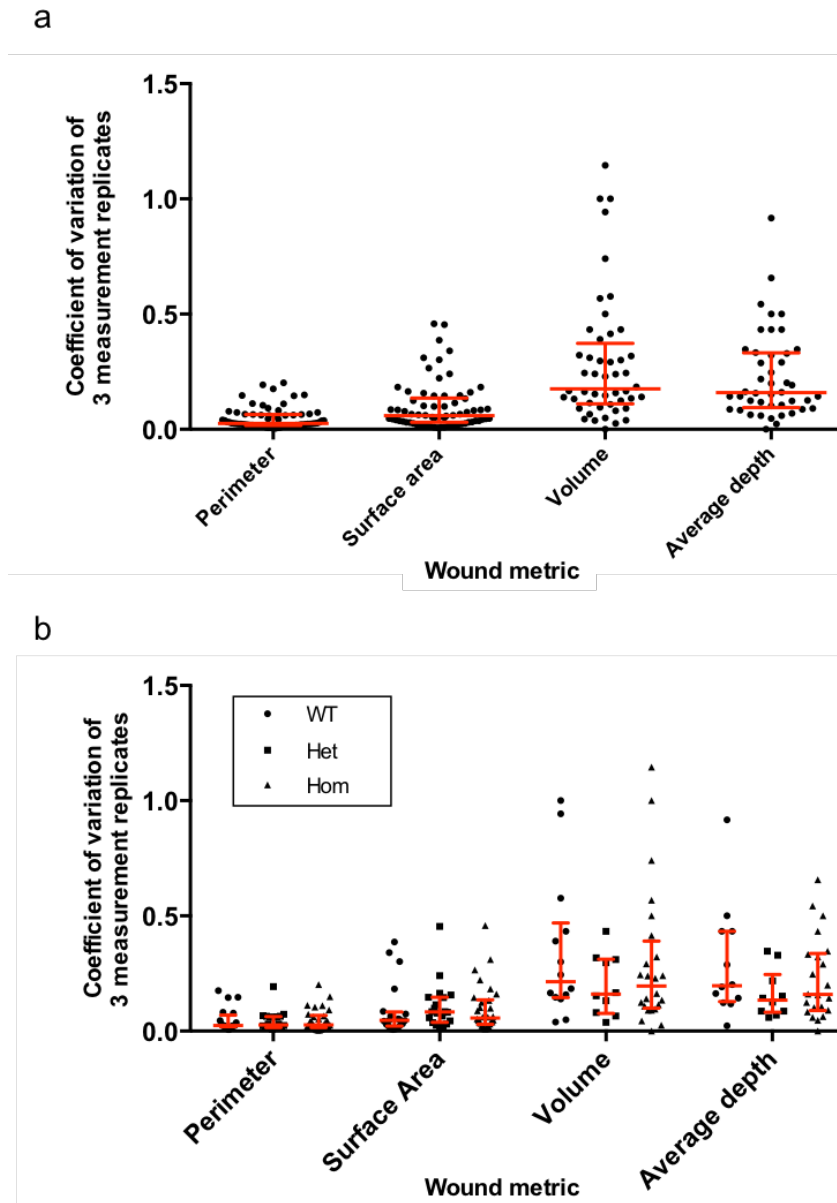 a
1.5
1.0
0.5
0.0
Coefficient of variation of
3 measurement replicates
Perimeter
Surface area
Volume
Average depth
Wound metric
b
1.5
1.0
0.5
0.0
Coefficient of variation of
3 measurement replicates
WT
Het
Hom
Perimeter
Surface Area
Volume
Average depth
Wound metric